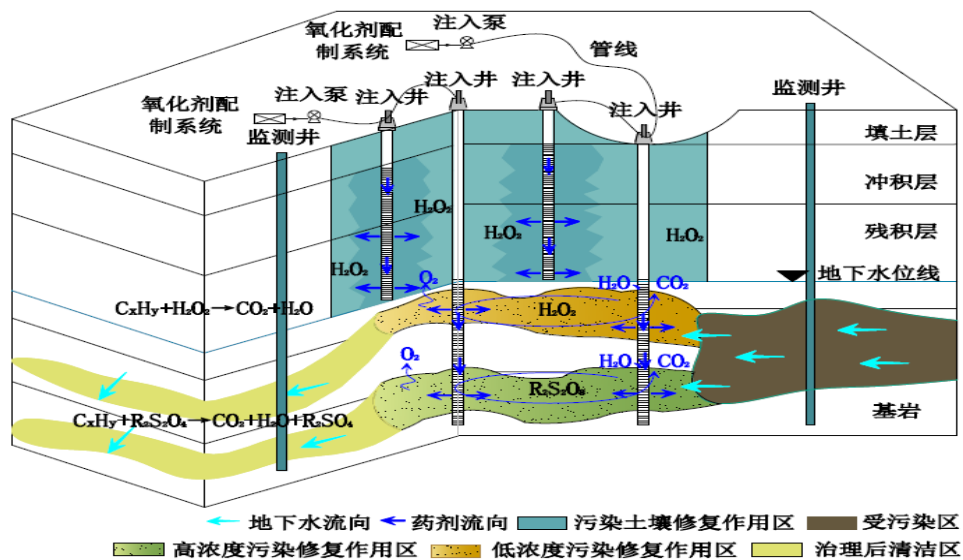 氧化剂配
制系统
注入泵
管线
注入井
注入井
监测井
氧化剂配
制系统
注入泵
注入井
注入井
监测井
填土层
冲积层
残积层
地下水位线
基岩
H₂O₂
H₂O₂
H₂O₂
H₂O₂
O₂
H₂O
CO₂
H₂O₂
CₓHᵧ+H₂O₂→CO₂+H₂O
O₂
H₂O
CO₂
R₂S₂O₃
CₓHᵧ+R₂S₂O₄→CO₂+H₂O+R₂SO₄
地下水流向
药剂流向
污染土壤修复作用区
受污染区
高浓度污染修复作用区
低浓度污染修复作用区
治理后清洁区